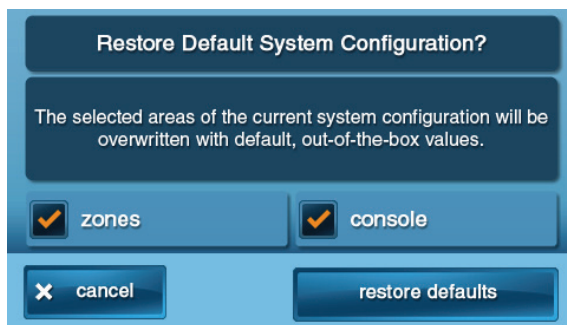 Restore Default System Configuration?
The selected areas of the current system configuration will be
overwritten with default, out-of-the-box values.
zones
console
cancel
restore defaults